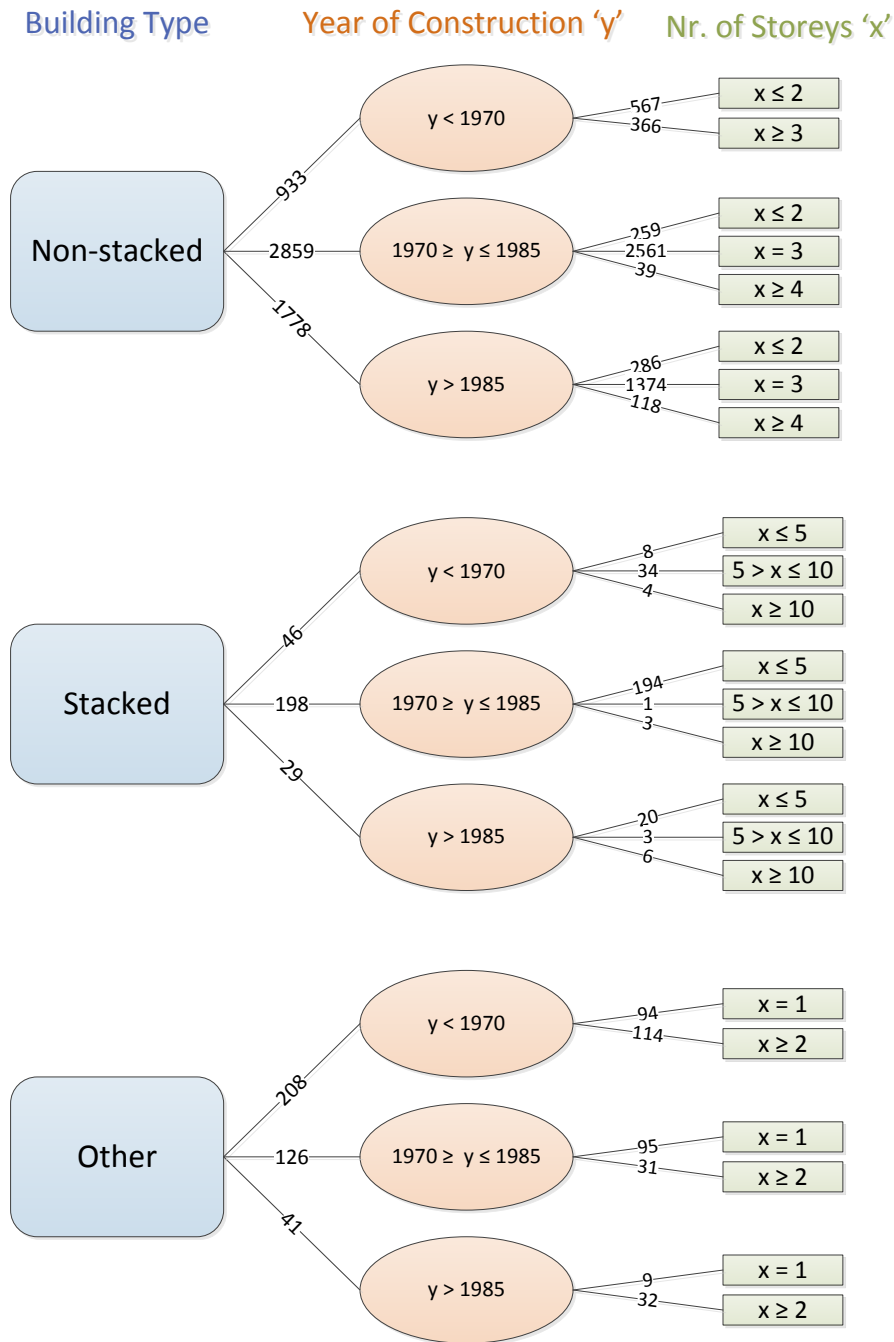 Building Type Year of Construction ‘y’ Nr. of Storeys ‘x’
Non-stacked
933
2859
1778
y < 1970
567
366
x ≤ 2
x ≥ 3
1970 ≥ y ≤ 1985
259
2561
39
x ≤ 2
x = 3
x ≥ 4
y > 1985
286
1374
118
x ≤ 2
x = 3
x ≥ 4
Stacked
46
198
29
y < 1970
8
34
4
x ≤ 5
5 > x ≤ 10
x ≥ 10
1970 ≥ y ≤ 1985
194
1
3
x ≤ 5
5 > x ≤ 10
x ≥ 10
y > 1985
20
3
6
x ≤ 5
5 > x ≤ 10
x ≥ 10
Other
208
126
41
y < 1970
94
114
x = 1
x ≥ 2
1970 ≥ y ≤ 1985
95
31
x = 1
x ≥ 2
y > 1985
9
32
x = 1
x ≥ 2